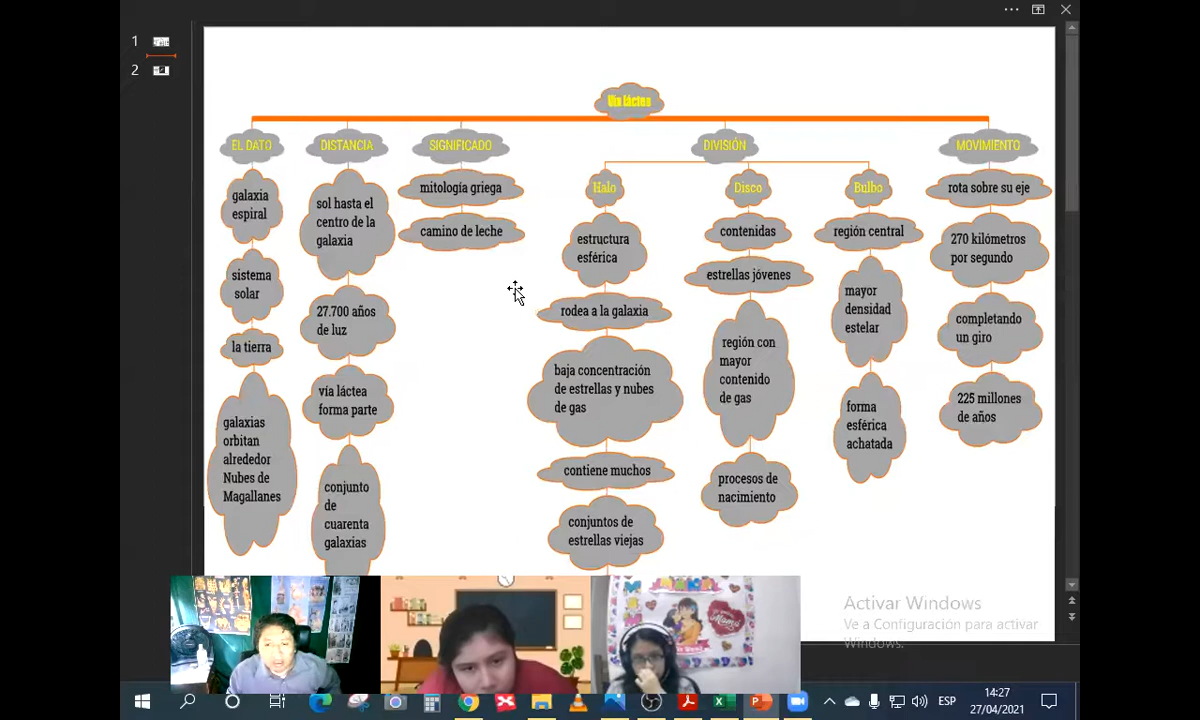 1
2
Vía láctea
EL DATO
galaxia
espiral
sistema
solar
la tierra
galaxias
orbitan
alrededor
Nubes de
Magallanes
DISTANCIA
sol hasta el
centro de la
galaxia
27.700 años
de luz
vía láctea
forma parte
conjunto
de
cuarenta
galaxias
SIGNIFICADO
mitología griega
camino de leche
DIVISIÓN
Halo
estructura
esférica
rodea a la galaxia
baja concentración
de estrellas y nubes
de gas
contiene muchos
conjuntos de
estrellas viejas
Disco
contenidas
estrellas jóvenes
región con
mayor
contenido
de gas
procesos de
nacimiento
Bulbo
región central
mayor
densidad
estelar
forma
esférica
achatada
MOVIMIENTO
rota sobre su eje
270 kilómetros
por segundo
completando
un giro
225 millones
de años
Activar Windows
Ve a Configuración para activar
Windows.
ESP
14:27
27/04/2021